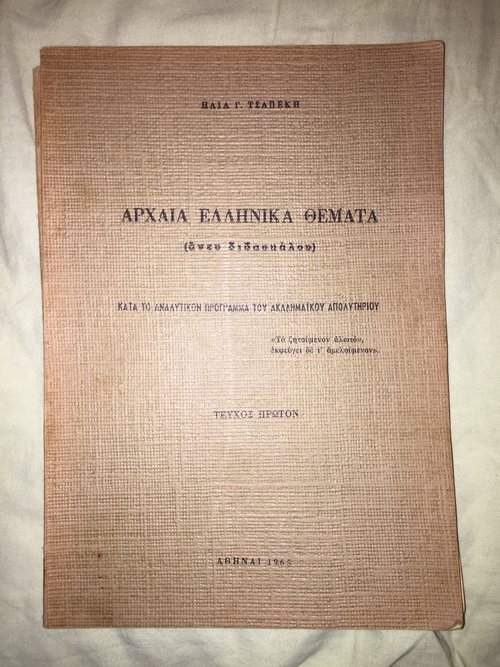 ΗΛΙΑ Γ. ΤΣΑΠΕΚΗ
ΑΡΧΑΙΑ ΕΛΛΗΝΙΚΑ ΘΕΜΑΤΑ
(ἄνευ διδασκάλου)
ΚΑΤΑ ΤΟ ΑΝΑΛΥΤΙΚΟΝ ΠΡΟΓΡΑΜΜΑ ΤΟΥ ΑΚΑΔΗΜΑΪΚΟΥ ΑΠΟΛΥΤΗΡΙΟΥ
«Τὸ ζητούμενον ἁλωτόν,
ἐκφεύγει δὲ τ' ἀμελούμενον».
ΤΕΥΧΟΣ ΠΡΩΤΟΝ
ΑΘΗΝΑΙ